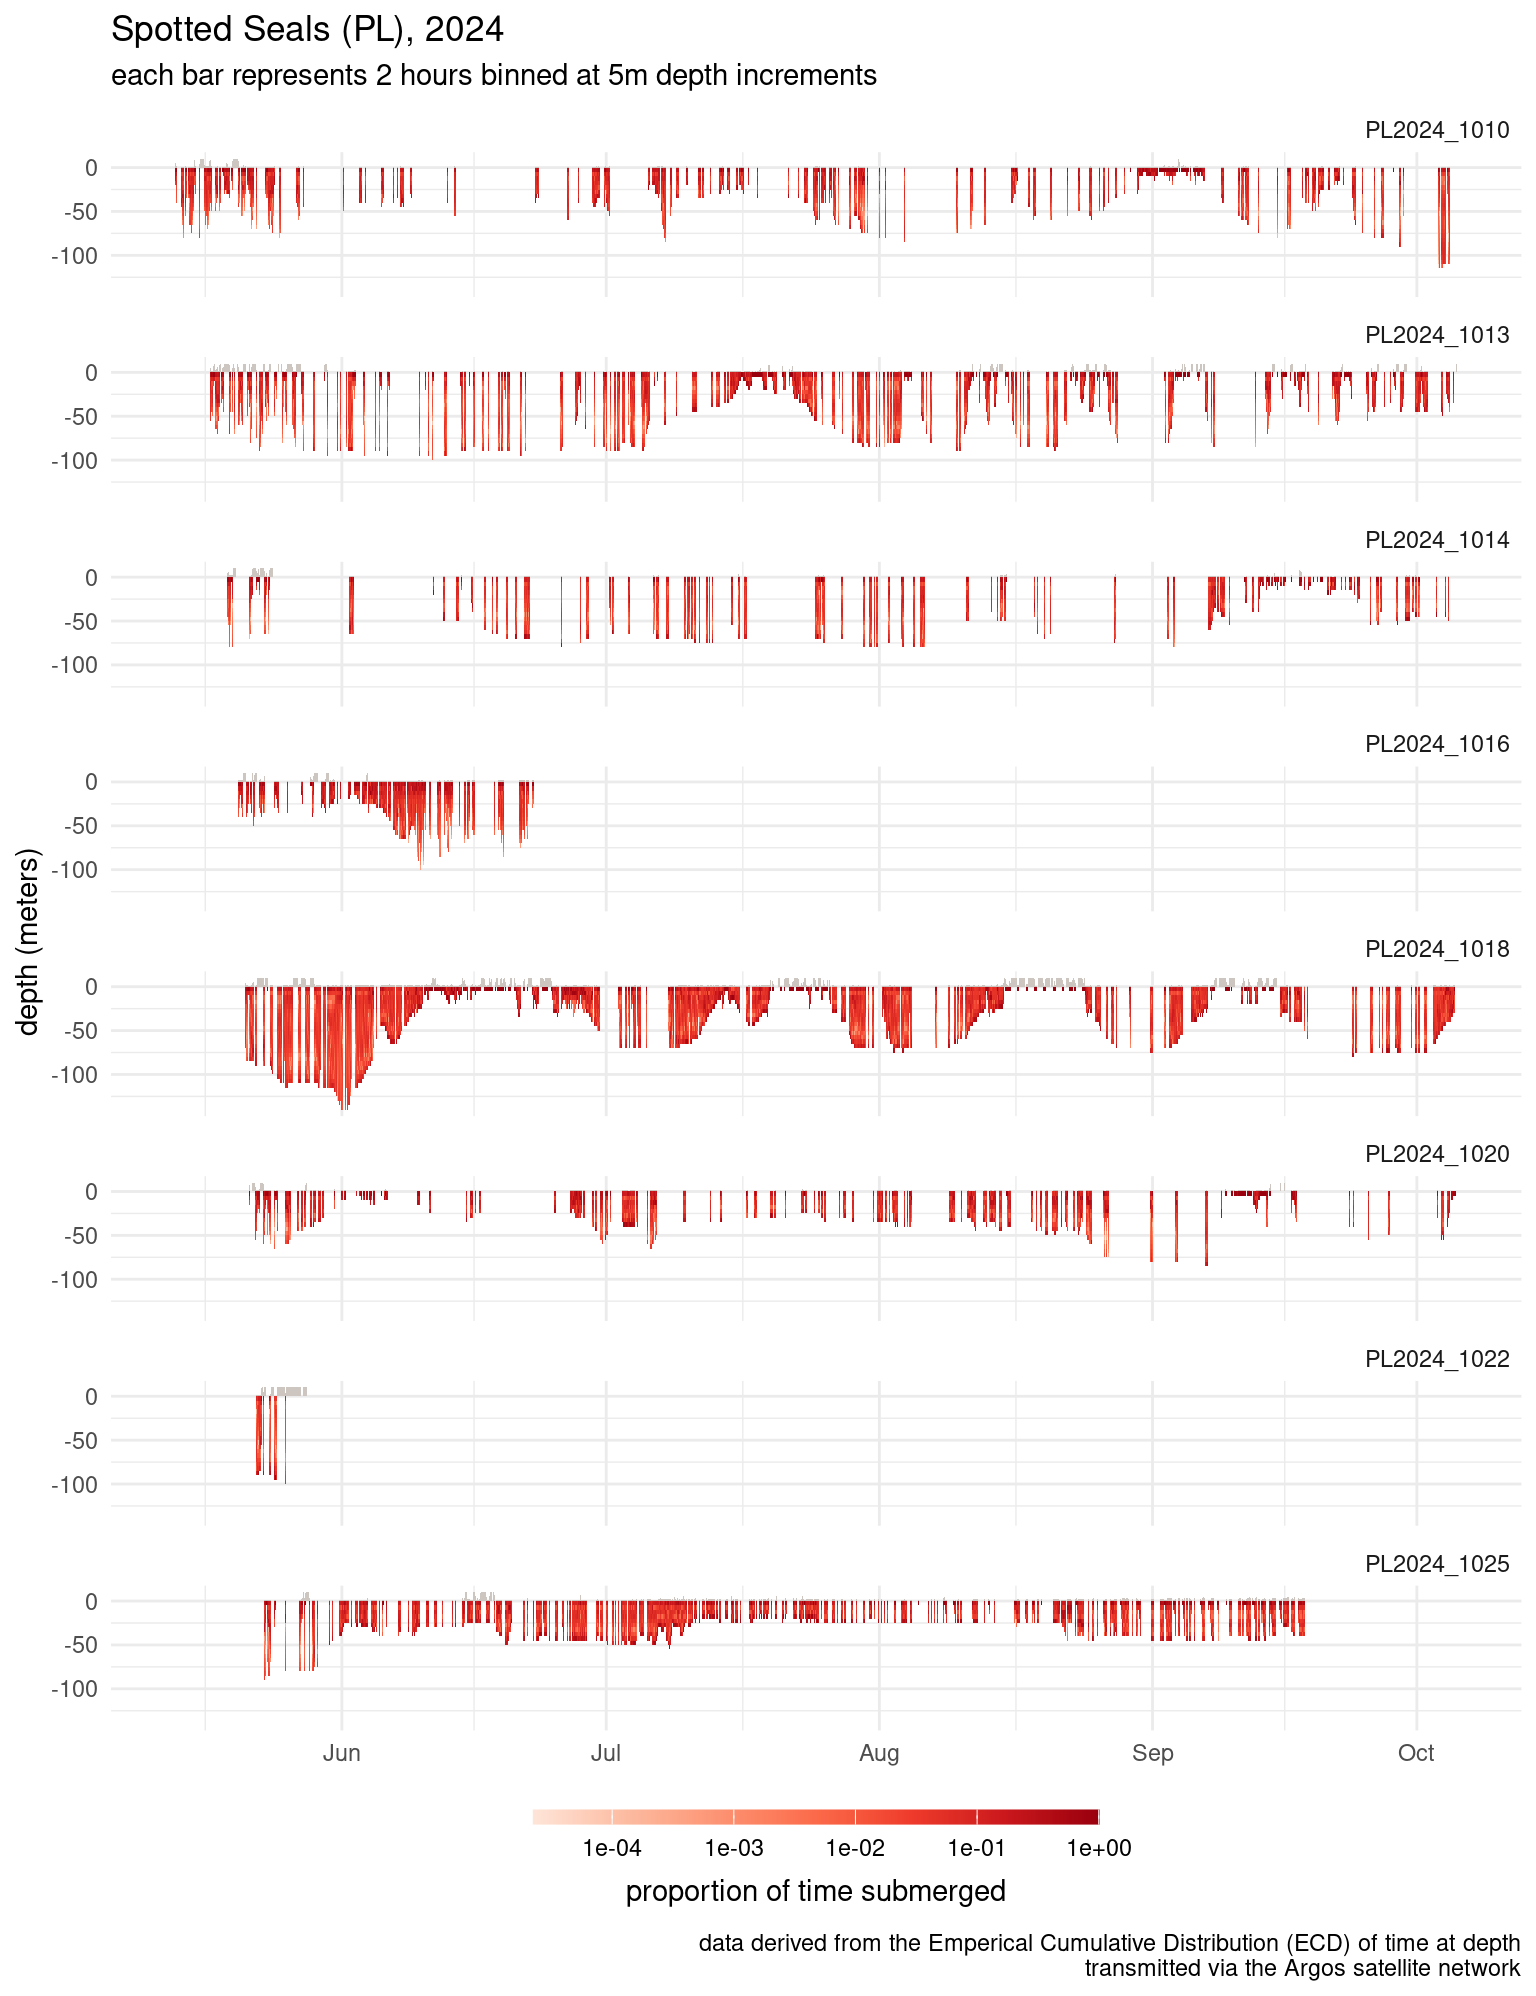 Spotted Seals (PL), 2024
each bar represents 2 hours binned at 5m depth increments
PL2024_1010
0
-50
-100
PL2024_1013
0
-50
-100
PL2024_1014
0
-50
-100
PL2024_1016
0
-50
-100
depth (meters)
PL2024_1018
0
-50
-100
PL2024_1020
0
-50
-100
PL2024_1022
0
-50
-100
PL2024_1025
0
-50
-100
Jun Jul Aug Sep Oct
1e-04 1e-03 1e-02 1e-01 1e+00
proportion of time submerged
data derived from the Emperical Cumulative Distribution (ECD) of time at depth
transmitted via the Argos satellite network